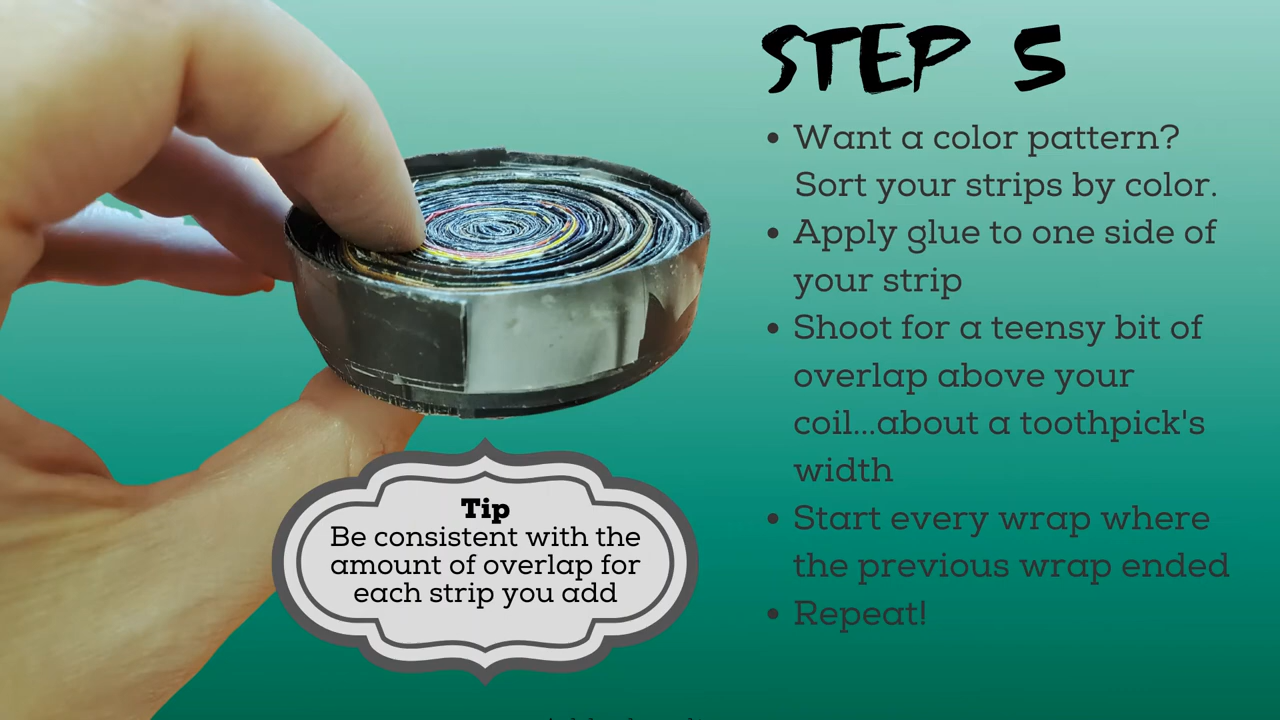 STEP 5
• Want a color pattern?
Sort your strips by color.
• Apply glue to one side of
your strip
• Shoot for a teensy bit of
overlap above your
coil...about a toothpick's
width
• Start every wrap where
the previous wrap ended
• Repeat!
Tip
Be consistent with the
amount of overlap for
each strip you add